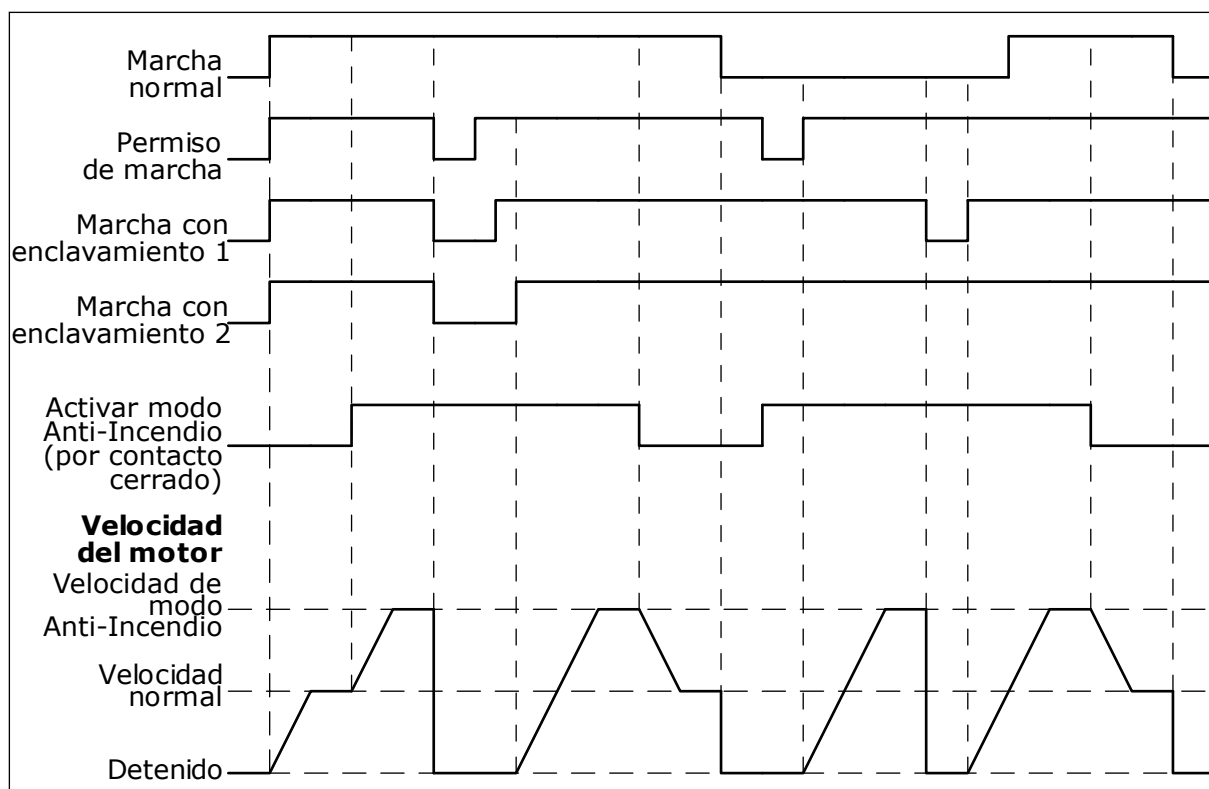 Marcha
normal
Permiso
de marcha
Marcha con
enclavamiento 1
Marcha con
enclavamiento 2
Activar modo
Anti-Incendio
(por contacto
cerrado)
Velocidad
del motor
Velocidad de
modo
Anti-Incendio
Velocidad
normal
Detenido